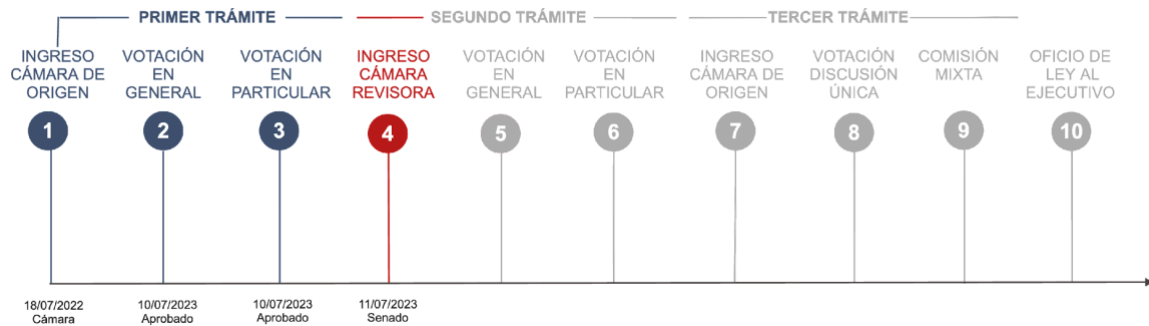 PRIMER TRÁMITE
SEGUNDO TRÁMITE
TERCER TRÁMITE
INGRESO
CÁMARA DE
ORIGEN
VOTACIÓN
EN
GENERAL
VOTACIÓN
EN
PARTICULAR
INGRESO
CÁMARA
REVISORA
VOTACIÓN
EN
GENERAL
VOTACIÓN
EN
PARTICULAR
INGRESO
CÁMARA DE
ORIGEN
VOTACIÓN
DISCUSIÓN
ÚNICA
COMISIÓN
MIXTA
OFICIO DE
LEY AL
EJECUTIVO
1
2
3
4
5
6
7
8
9
10
18/07/2022
Cámara
10/07/2023
Aprobado
10/07/2023
Aprobado
11/07/2023
Senado